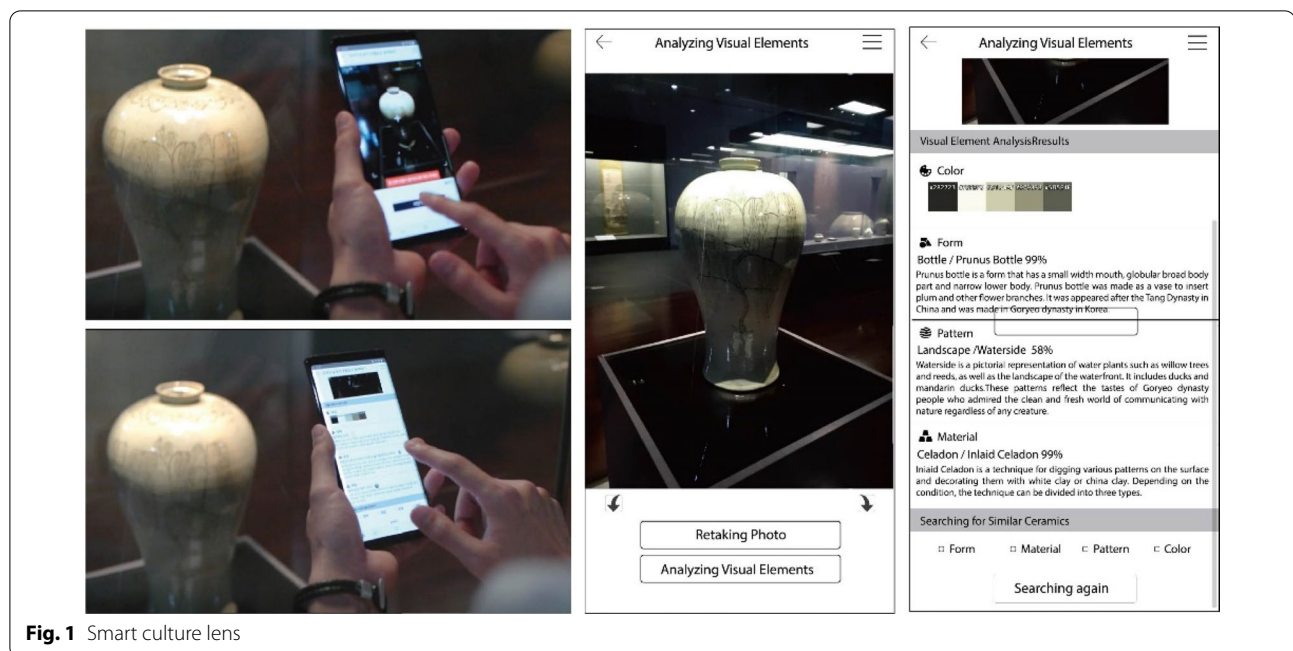 Analyzing Visual Elements
Retaking Photo
Analyzing Visual Elements
Analyzing Visual Elements
Visual Element AnalysisRresults
Color
Form
Bottle / Prunus Bottle 99%
Prunus bottle is a form that has a small width mouth, globular broad body
part and narrow lower body. Prunus bottle was made as a vase to insert
plum and other flower branches. It was appeared after the Tang Dynasty in
China and was made in Goryeo dynasty in Korea.
Pattern
Landscape /Waterside 58%
Waterside is a pictorial representation of water plants such as willow trees
and reeds, as well as the landscape of the waterfront. It includes ducks and
mandarin ducks.These patterns reflect the tastes of Goryeo dynasty
people who admired the clean and fresh world of communicating with
nature regardless of any creature.
Material
Celadon / Inlaid Celadon 99%
Inlaid Celadon is a technique for digging various patterns on the surface
and decorating them with white clay or china clay. Depending on the
condition, the technique can be divided into three types.
Searching for Similar Ceramics
Form Material Pattern Color
Searching again
Fig. 1 Smart culture lens